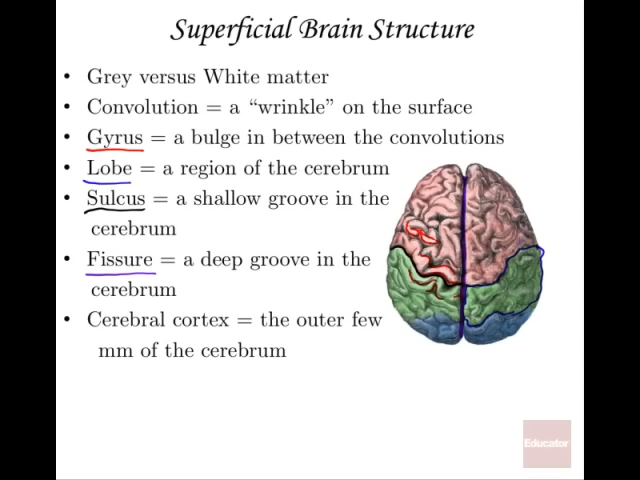 Superficial Brain Structure
• Grey versus White matter
• Convolution = a “wrinkle” on the surface
• Gyrus = a bulge in between the convolutions
• Lobe = a region of the cerebrum
• Sulcus = a shallow groove in the
cerebrum
• Fissure = a deep groove in the
cerebrum
• Cerebral cortex = the outer few
mm of the cerebrum
Educator